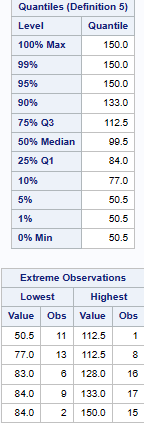 Quantiles (Definition 5)
Level Quantile
100% Max 150.0
99% 150.0
95% 150.0
90% 133.0
75% Q3 112.5
50% Median 99.5
25% Q1 84.0
10% 77.0
5% 50.5
1% 50.5
0% Min 50.5
Extreme Observations
Lowest Highest
Value Obs Value Obs
50.5 11 112.5 1
77.0 13 112.5 8
83.0 6 128.0 16
84.0 9 133.0 17
84.0 2 150.0 15